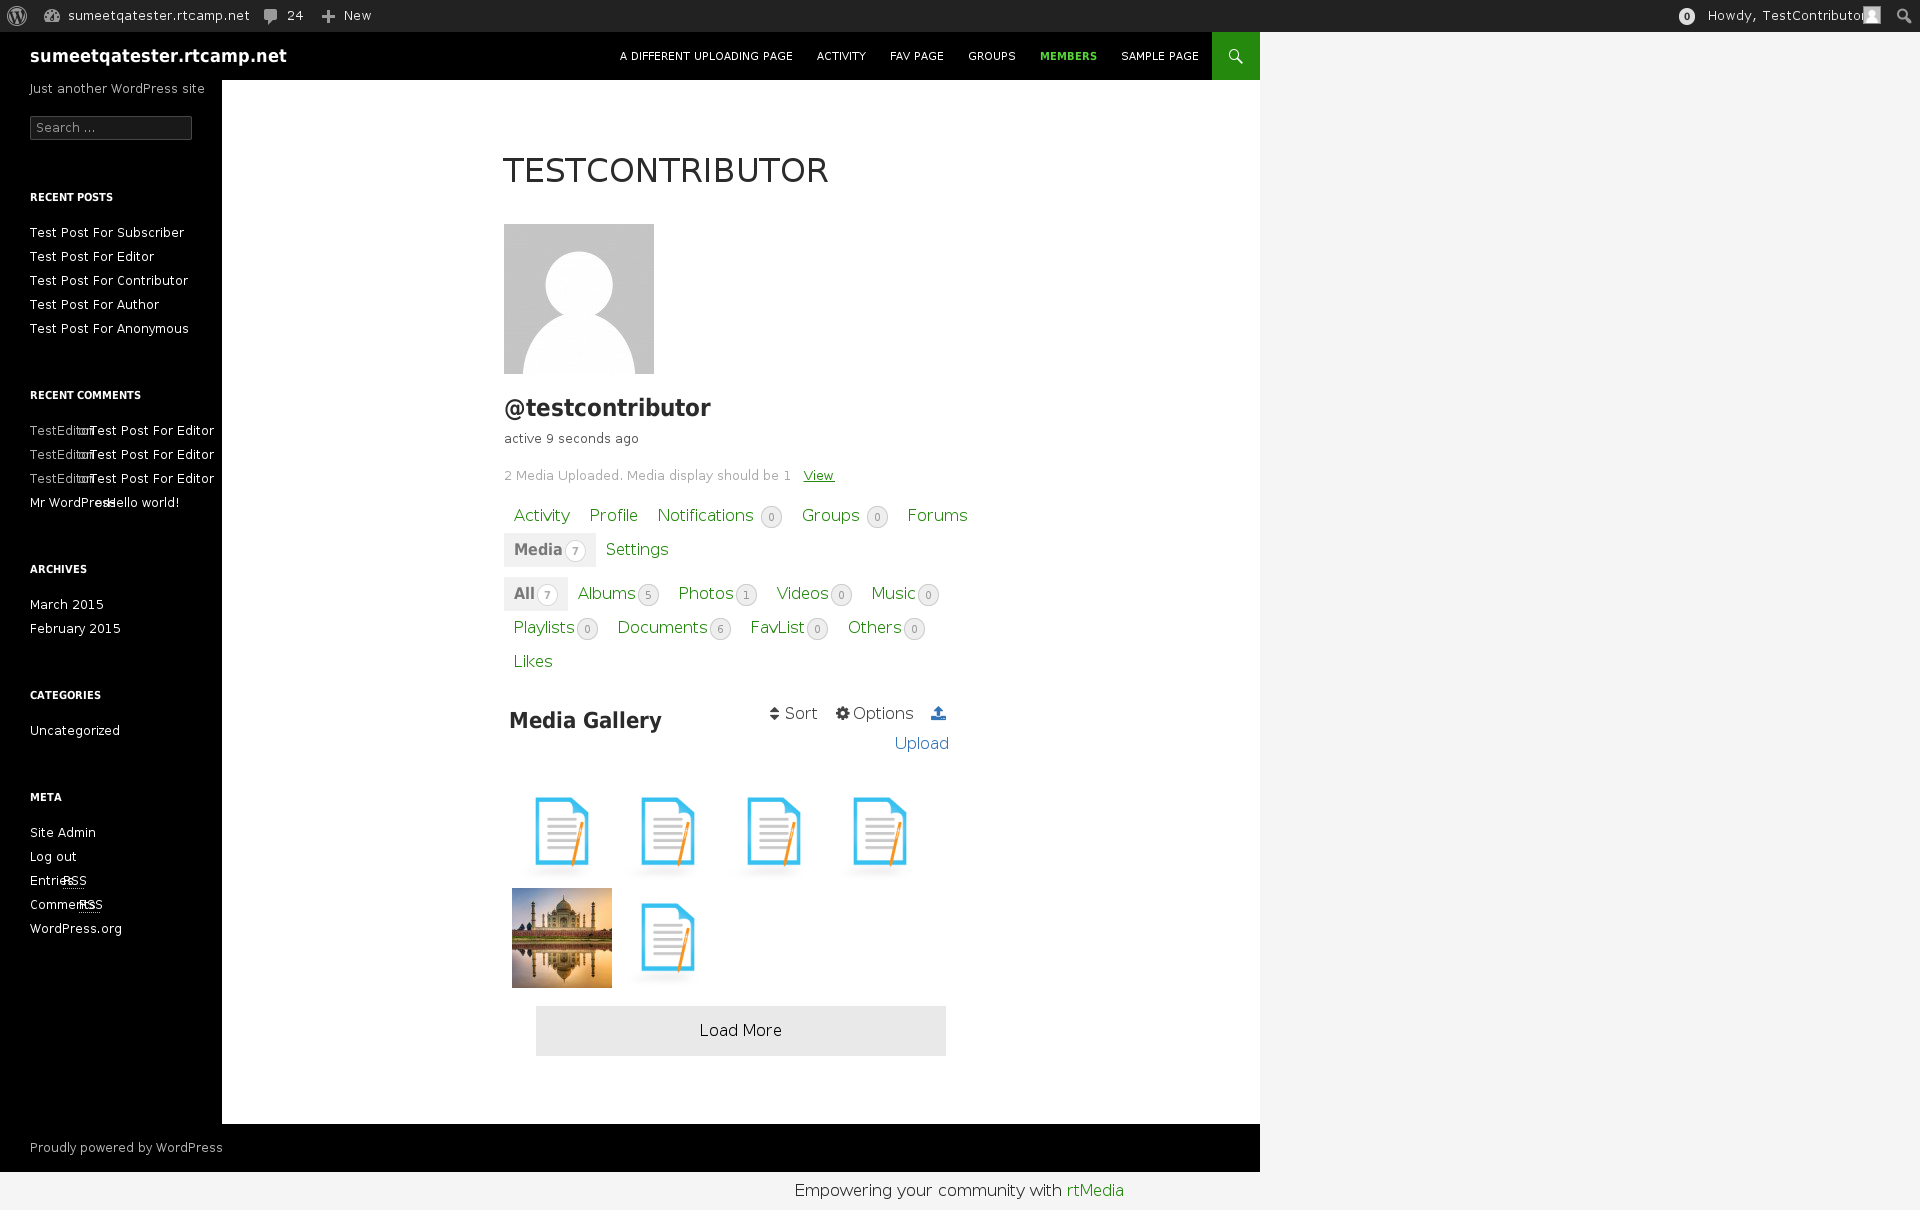 sumeetqatester.rtcamp.net 24 New 0 Howdy, TestContributor
sumeetqatester.rtcamp.net
A DIFFERENT UPLOADING PAGE ACTIVITY FAV PAGE GROUPS MEMBERS SAMPLE PAGE
Just another WordPress site
Search ...
RECENT POSTS
Test Post For Subscriber
Test Post For Editor
Test Post For Contributor
Test Post For Author
Test Post For Anonymous
RECENT COMMENTS
TestEditor on Test Post For Editor
TestEditor on Test Post For Editor
TestEditor on Test Post For Editor
Mr WordPress on Hello world!
ARCHIVES
March 2015
February 2015
CATEGORIES
Uncategorized
META
Site Admin
Log out
Entries RSS
Comments RSS
WordPress.org
TESTCONTRIBUTOR
@testcontributor
active 9 seconds ago
2 Media Uploaded. Media display should be 1 View
Activity Profile Notifications 0 Groups 0 Forums
Media 7 Settings
All 7 Albums 5 Photos 1 Videos 0 Music 0
Playlists 0 Documents 6 FavList 0 Others 0
Likes
Media Gallery
Sort Options
Upload
Load More
Proudly powered by WordPress
Empowering your community with rtMedia